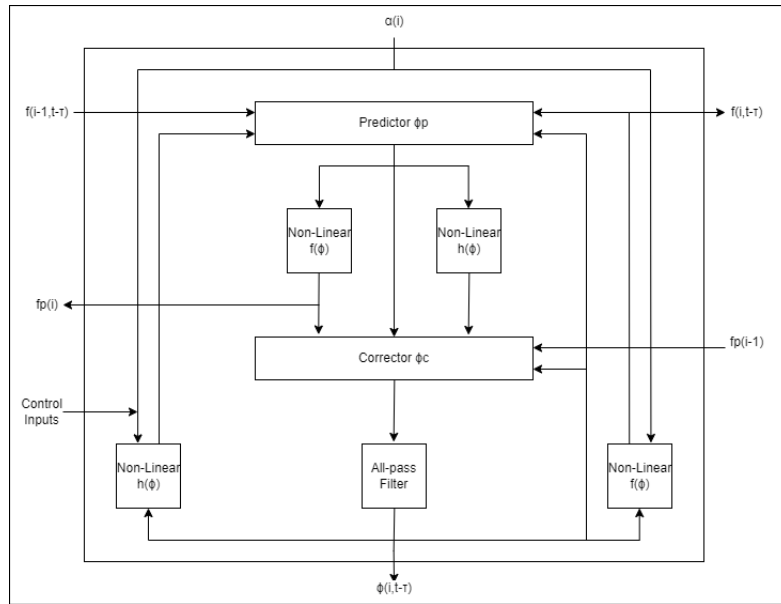 α(i)
f(i-1,t-τ)
Predictor ϕp
f(i,t-τ)
Non-Linear
f(ϕ)
Non-Linear
h(ϕ)
fp(i)
fp(i-1)
Corrector ϕc
Control
Inputs
Non-Linear
h(ϕ)
All-pass
Filter
Non-Linear
f(ϕ)
ϕ(i,t-τ)